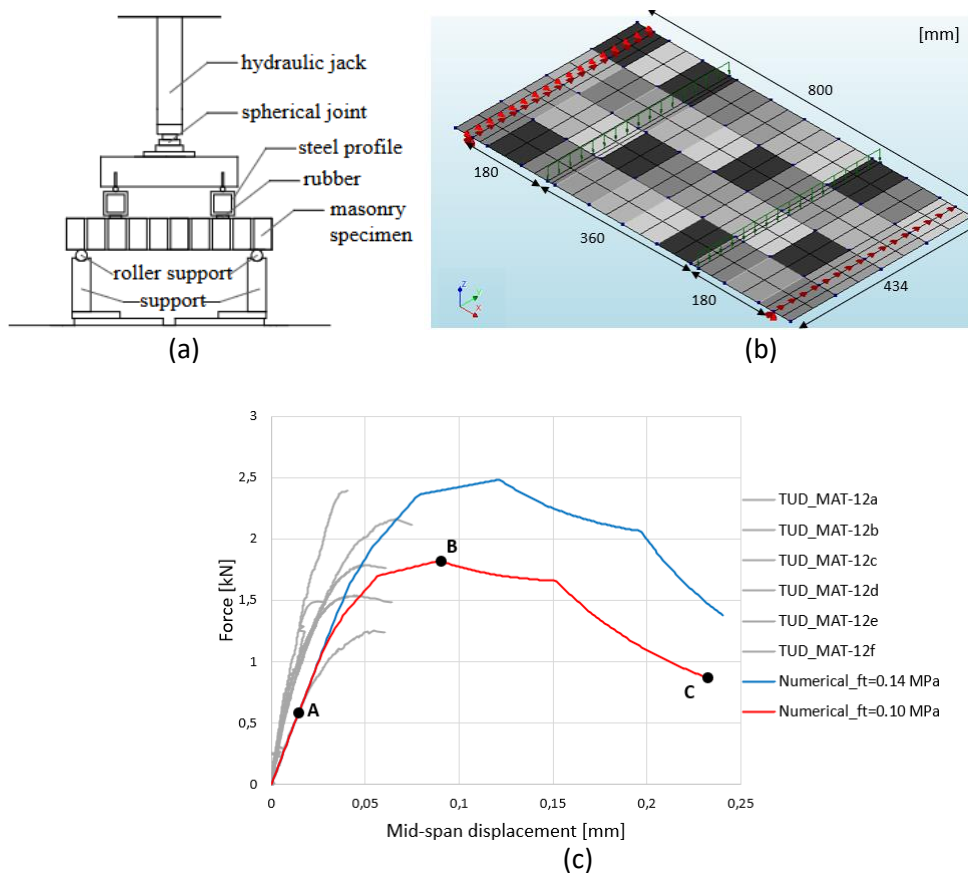 hydraulic jack
spherical joint
steel profile
rubber
masonry
specimen
roller support
support
(a)
[mm]
800
180
360
180
434
Z
Y
X
(b)
3
2,5
2
1,5
1
0,5
0
Force [kN]
0
0,05
0,1
0,15
0,2
0,25
Mid-span displacement [mm]
A
B
C
TUD_MAT-12a
TUD_MAT-12b
TUD_MAT-12c
TUD_MAT-12d
TUD_MAT-12e
TUD_MAT-12f
Numerical_ft=0.14 MPa
Numerical_ft=0.10 MPa
(c)